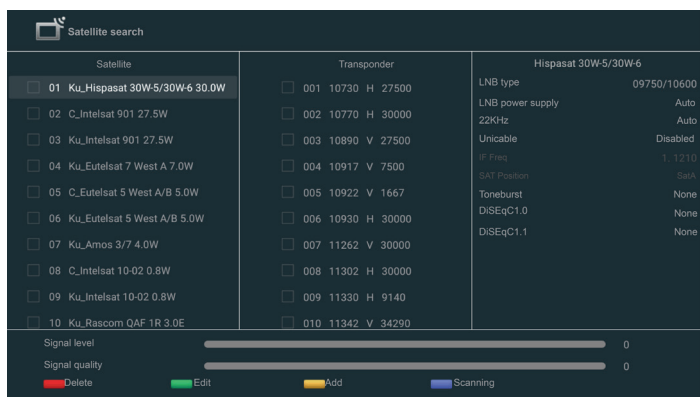 Satellite search
Satellite
01 Ku_Hispasat 30W-5/30W-6 30.0W
02 C_Intelsat 901 27.5W
03 Ku_Intelsat 901 27.5W
04 Ku_Eutelsat 7 West A 7.0W
05 C_Eutelsat 5 West A/B 5.0W
06 Ku_Eutelsat 5 West A/B 5.0W
07 Ku_Amos 3/7 4.0W
08 C_Intelsat 10-02 0.8W
09 Ku_Intelsat 10-02 0.8W
10 Ku_Rascom QAF 1R 3.0E
Transponder
001 10730 H 27500
002 10770 H 30000
003 10890 V 27500
004 10917 V 7500
005 10922 V 1667
006 10930 H 30000
007 11262 V 30000
008 11302 H 30000
009 11330 H 9140
010 11342 V 34290
Hispasat 30W-5/30W-6
LNB type 09750/10600
LNB power supply Auto
22KHz Auto
Unicable Disabled
IF Freq 1. 1210
SAT Position SatA
Toneburst None
DiSEqC1.0 None
DiSEqC1.1 None
Signal level 0
Signal quality 0
Delete Edit Add Scanning